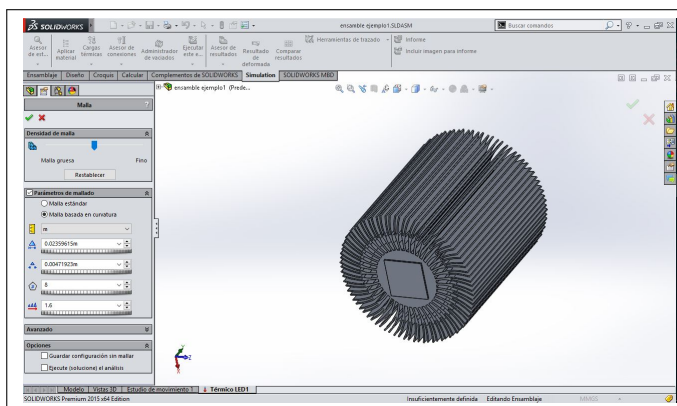 SOLIDWORKS
ensamble ejemplo1.SLDASM
Buscar comandos
Asesor de est...
Aplicar material
Cargas térmicas
Asesor de conexiones
Administrador de vaciados
Ejecutar este e...
Asesor de resultados
Resultado de deformada
Comparar resultados
Herramientas de trazado
Informe
Incluir imagen para informe
Ensamblaje Diseño Croquis Calcular Complementos de SOLIDWORKS Simulation SOLIDWORKS MBD
ensamble ejemplo1 (Prede...
Malla
?
Densidad de malla
Malla gruesa Fino
Restablecer
Parámetros de mallado
Malla estándar
Malla basada en curvatura
m
0.02359615m
0.00471923m
8
1.6
Avanzado
Opciones
Guardar configuración sin mallar
Ejecute (solucione) el análisis
Z
Modelo Vistas 3D Estudio de movimiento 1 Térmico LED1
SOLIDWORKS Premium 2015 x64 Edition
Insuficientemente definida Editando Ensamblaje MMGS